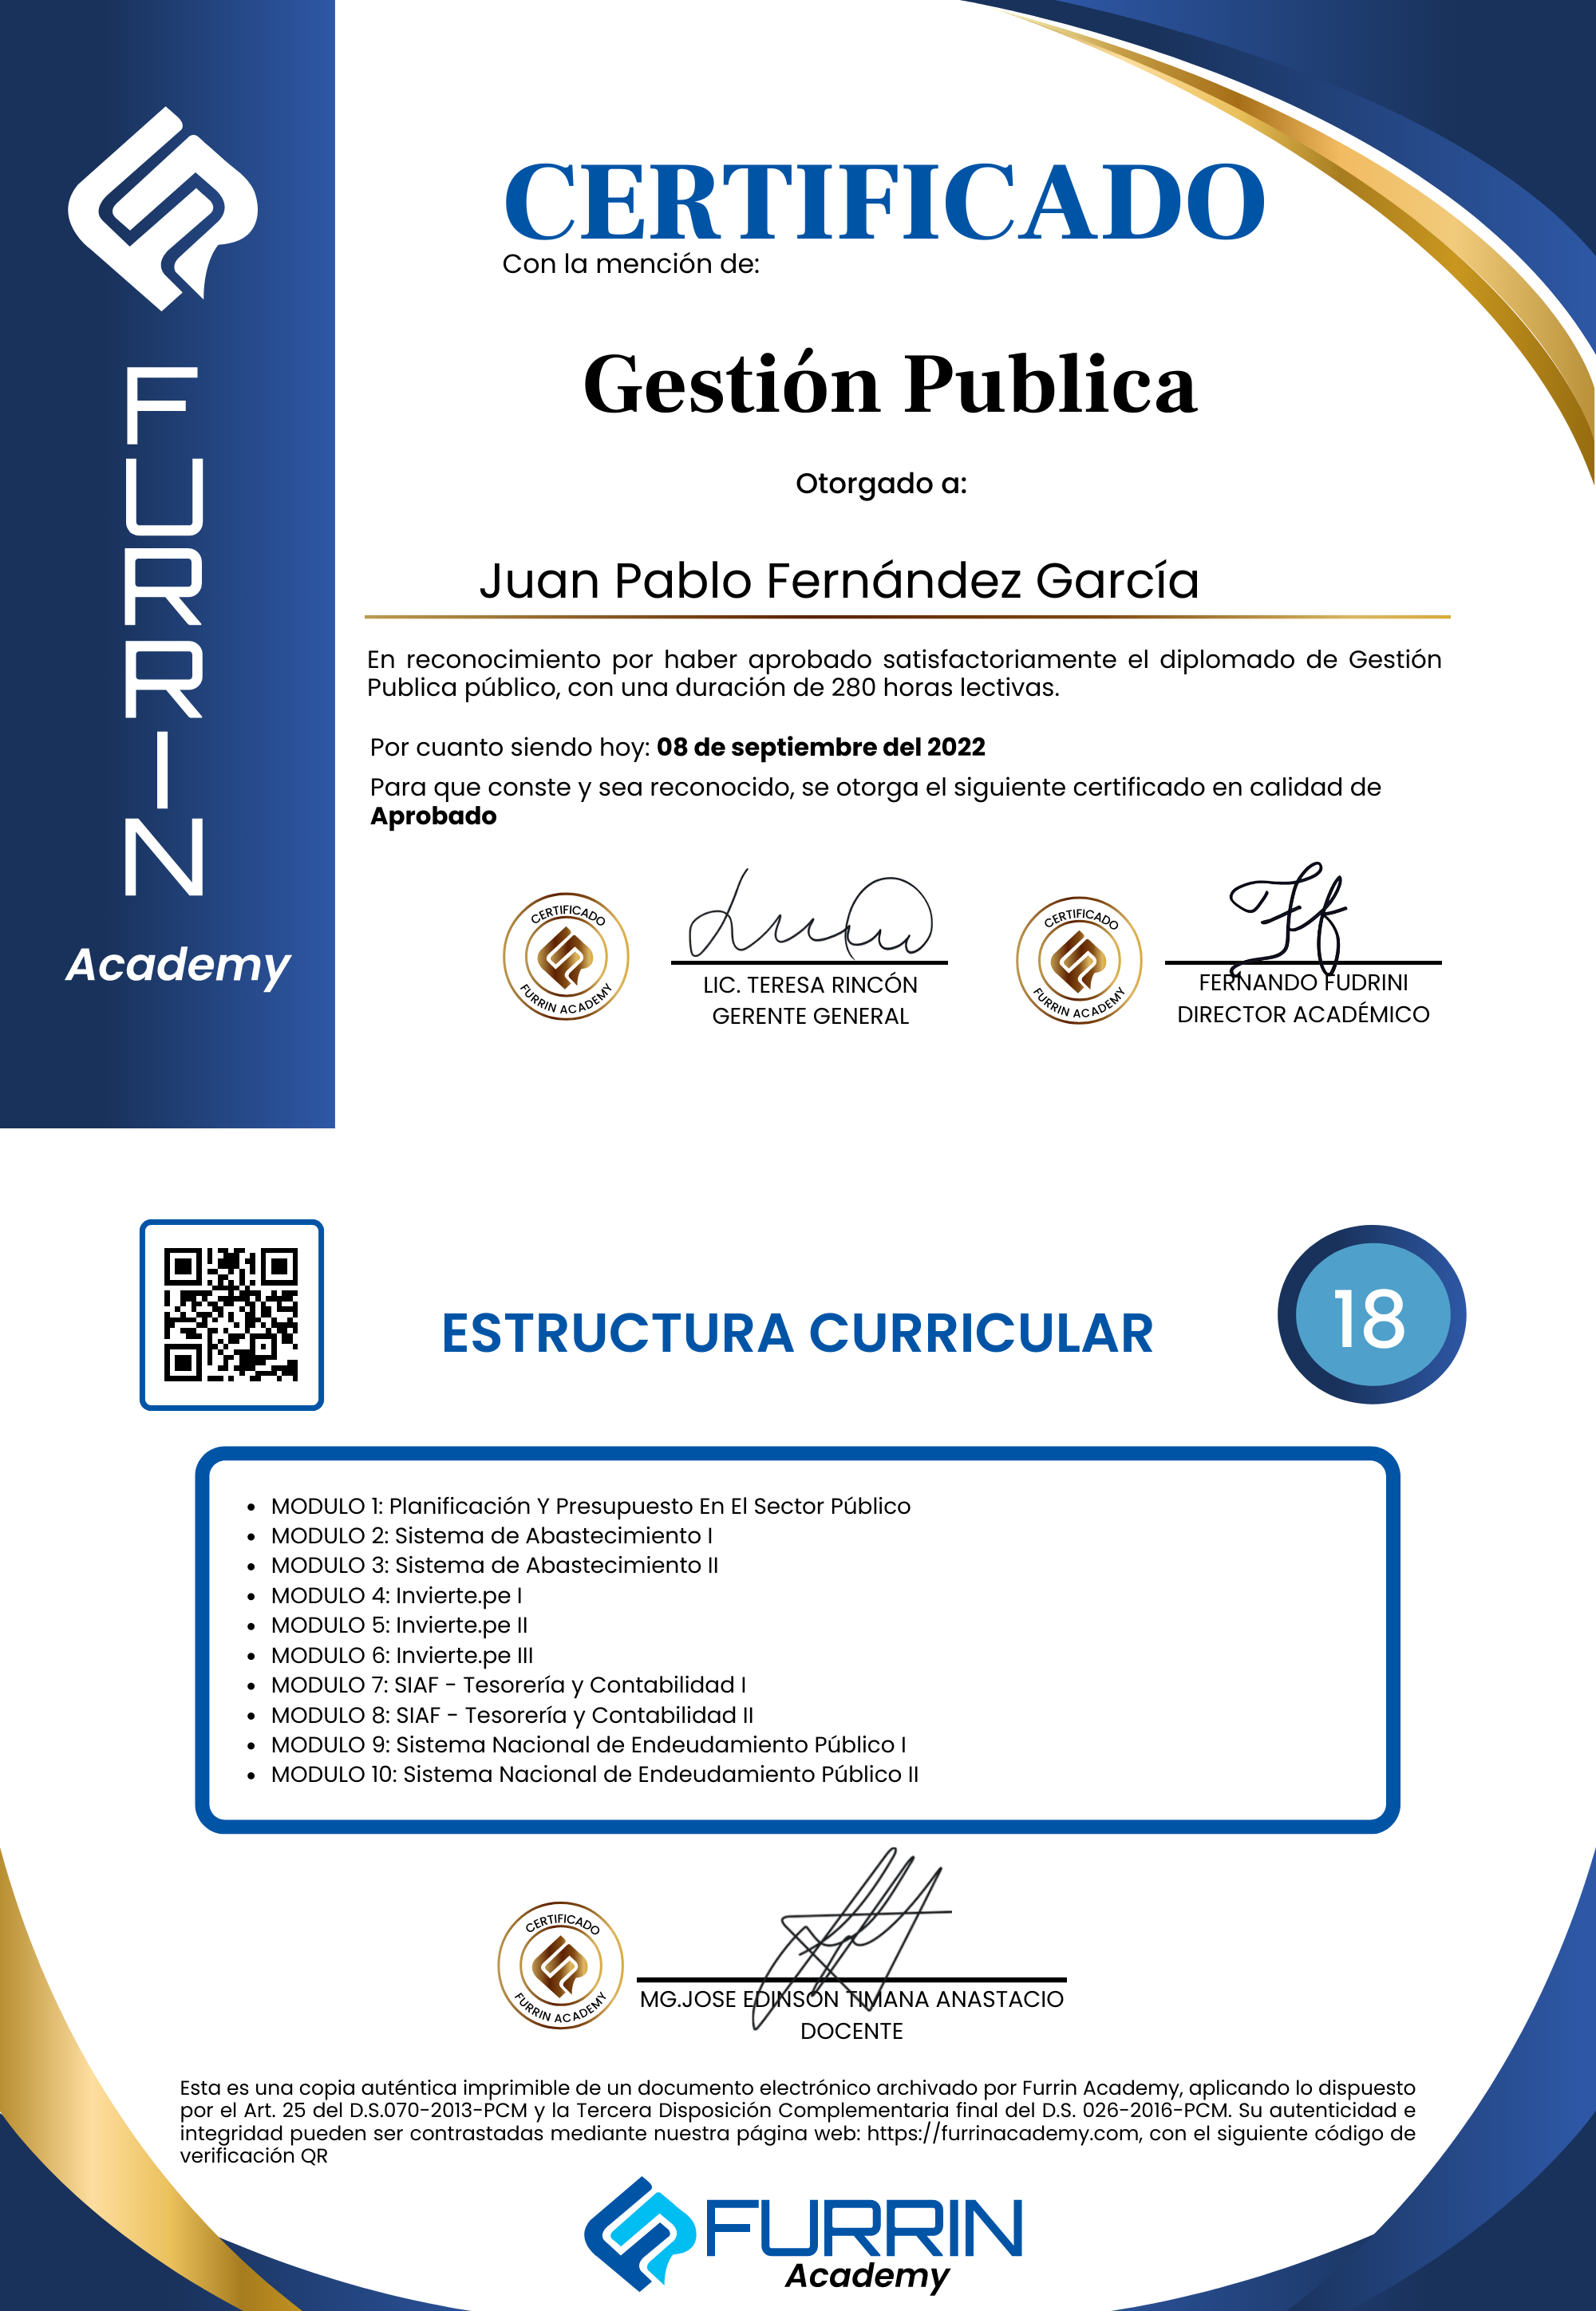 CERTIFICADO
Con la mención de:
Gestión Publica
Otorgado a:
Juan Pablo Fernández García
En reconocimiento por haber aprobado satisfactoriamente el diplomado de Gestión
Publica público, con una duración de 280 horas lectivas.
Por cuanto siendo hoy: 08 de septiembre del 2022
Para que conste y sea reconocido, se otorga el siguiente certificado en calidad de
Aprobado
FURRIN
Academy
CERTIFICADO
FURRIN ACADEMY
LIC. TERESA RINCÓN
GERENTE GENERAL
CERTIFICADO
FURRIN ACADEMY
FERNANDO FUDRINI
DIRECTOR ACADÉMICO
ESTRUCTURA CURRICULAR
18
• MODULO 1: Planificación Y Presupuesto En El Sector Público
• MODULO 2: Sistema de Abastecimiento I
• MODULO 3: Sistema de Abastecimiento II
• MODULO 4: Invierte.pe I
• MODULO 5: Invierte.pe II
• MODULO 6: Invierte.pe III
• MODULO 7: SIAF - Tesorería y Contabilidad I
• MODULO 8: SIAF - Tesorería y Contabilidad II
• MODULO 9: Sistema Nacional de Endeudamiento Público I
• MODULO 10: Sistema Nacional de Endeudamiento Público II
CERTIFICADO
FURRIN ACADEMY
MG.JOSE EDINSON TIMANA ANASTACIO
DOCENTE
Esta es una copia auténtica imprimible de un documento electrónico archivado por Furrin Academy, aplicando lo dispuesto
por el Art. 25 del D.S.070-2013-PCM y la Tercera Disposición Complementaria final del D.S. 026-2016-PCM. Su autenticidad e
integridad pueden ser contrastadas mediante nuestra página web: https://furrinacademy.com, con el siguiente código de
verificación QR
FURRIN
Academy